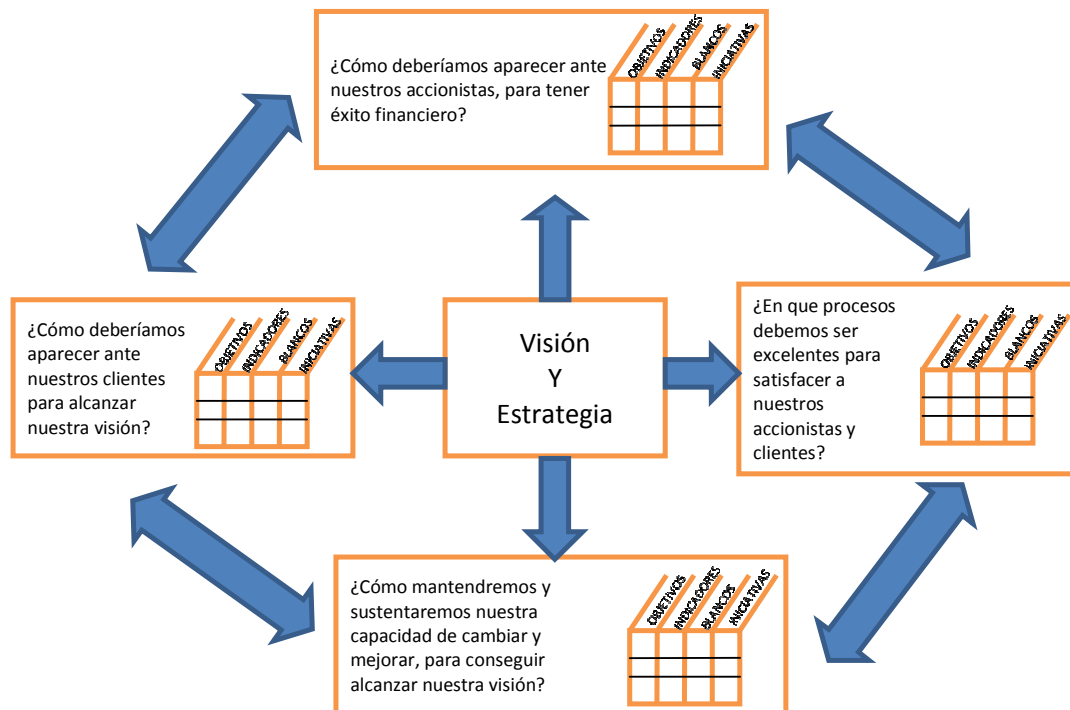 ¿Cómo deberíamos aparecer ante
nuestros accionistas, para tener
éxito financiero?
OBJETIVOS
INDICADORES
BLANCOS
INICIATIVAS
¿Cómo deberíamos
aparecer ante
nuestros clientes
para alcanzar
nuestra visión?
OBJETIVOS
INDICADORES
BLANCOS
INICIATIVAS
Visión
Y
Estrategia
¿En que procesos
debemos ser
excelentes para
satisfacer a
nuestros
accionistas y
clientes?
OBJETIVOS
INDICADORES
BLANCOS
INICIATIVAS
¿Cómo mantendremos y
sustentaremos nuestra
capacidad de cambiar y
mejorar, para conseguir
alcanzar nuestra visión?
OBJETIVOS
INDICADORES
BLANCOS
INICIATIVAS